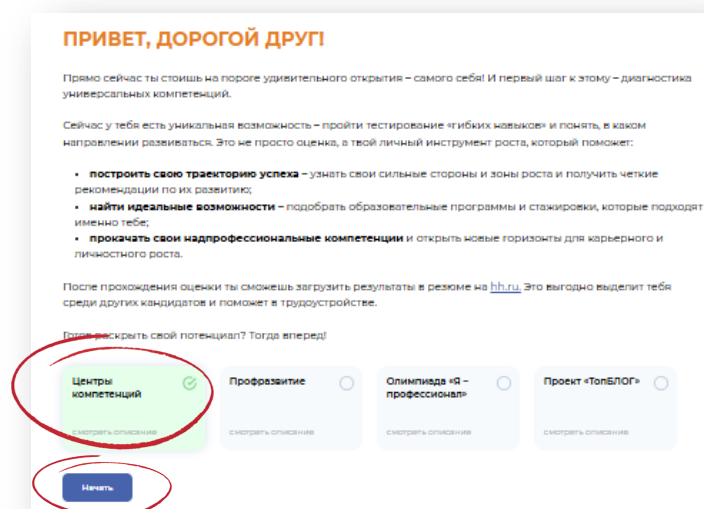 ПРИВЕТ, ДОРОГОЙ ДРУГ!
Прямо сейчас ты стоишь на пороге удивительного открытия – самого себя! И первый шаг к этому – диагностика
универсальных компетенций.
Сейчас у тебя есть уникальная возможность – пройти тестирование «гибких навыков» и понять, в каком
направлении развиваться. Это не просто оценка, а твой личный инструмент роста, который поможет:
• построить свою траекторию успеха – узнать свои сильные стороны и зоны роста и получить четкие
рекомендации по их развитию;
• найти идеальные возможности – подобрать образовательные программы и стажировки, которые подходят
именно тебе;
• прокачать свои надпрофессиональные компетенции и открыть новые горизонты для карьерного и
личностного роста.
После прохождения оценки ты сможешь загрузить результаты в резюме на hh.ru. Это выгодно выделит тебя
среди других кандидатов и поможет в трудоустройстве.
Готов раскрыть свой потенциал? Тогда вперед!
Центры
компетенций
смотреть описание
Профразвитие
смотреть описание
Олимпиада «Я –
профессионал»
смотреть описание
Проект «ТопБЛОГ»
смотреть описание
Начать